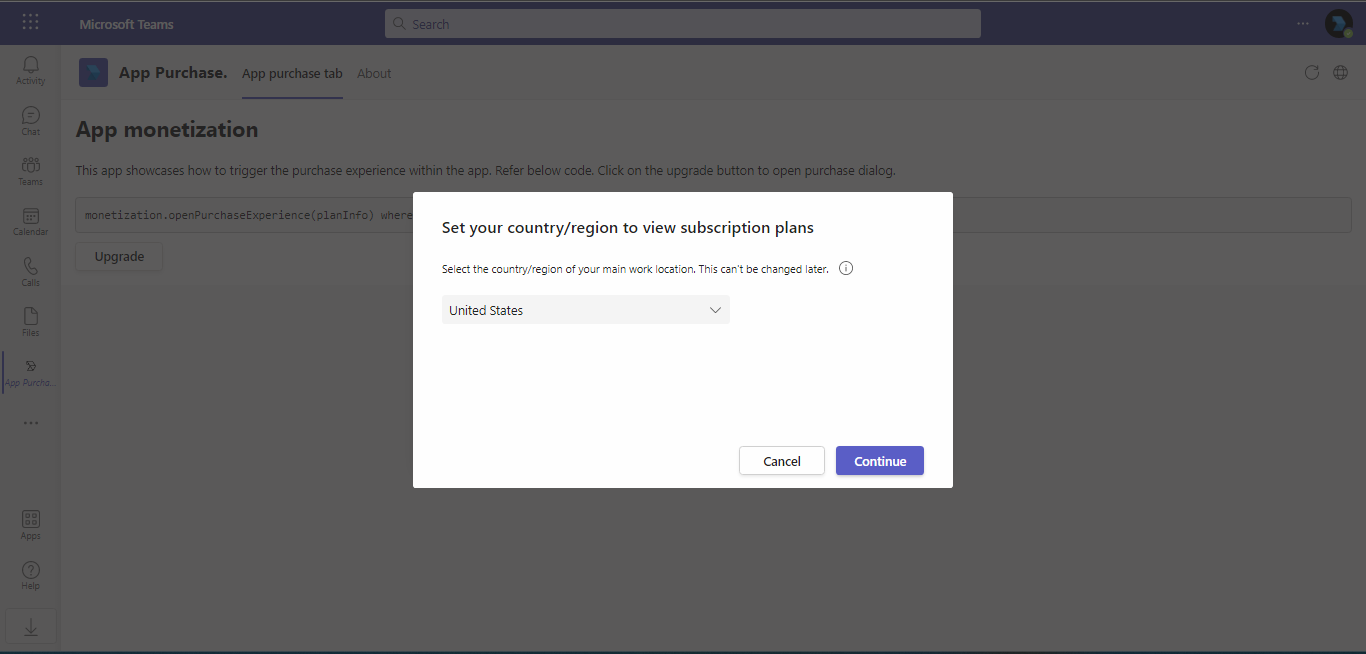 Microsoft Teams
Search
Activity
Chat
Teams
Calendar
Calls
Files
App Purcha...
Apps
Help
App Purchase.
App purchase tab
About
App monetization
This app showcases how to trigger the purchase experience within the app. Refer below code. Click on the upgrade button to open purchase dialog.
monetization.openPurchaseExperience(planInfo) where
Upgrade
Set your country/region to view subscription plans
Select the country/region of your main work location. This can't be changed later.
United States
Cancel
Continue